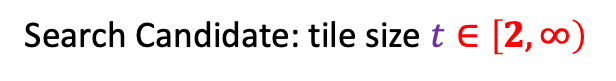 Search Candidate: tile size t ∈ [2, ∞)